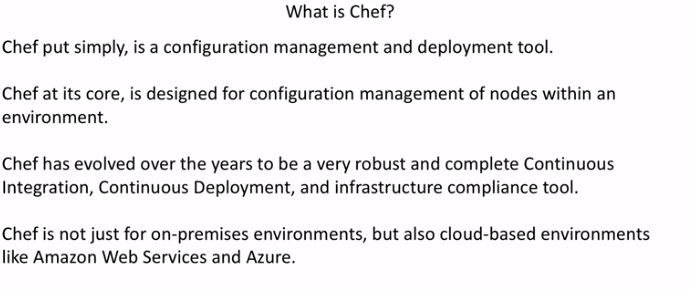 What is Chef?
Chef put simply, is a configuration management and deployment tool.
Chef at its core, is designed for configuration management of nodes within an
environment.
Chef has evolved over the years to be a very robust and complete Continuous
Integration, Continuous Deployment, and infrastructure compliance tool.
Chef is not just for on-premises environments, but also cloud-based environments
like Amazon Web Services and Azure.